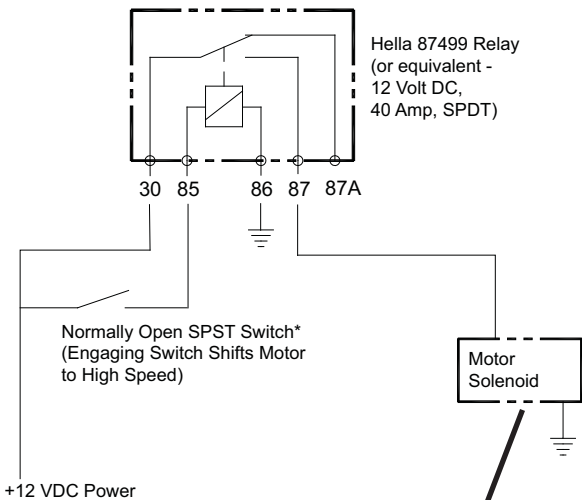 Hella 87499 Relay
(or equivalent -
12 Volt DC,
40 Amp, SPDT)
30 85 86 87 87A
Normally Open SPST Switch*
(Engaging Switch Shifts Motor
to High Speed)
Motor
Solenoid
+12 VDC Power